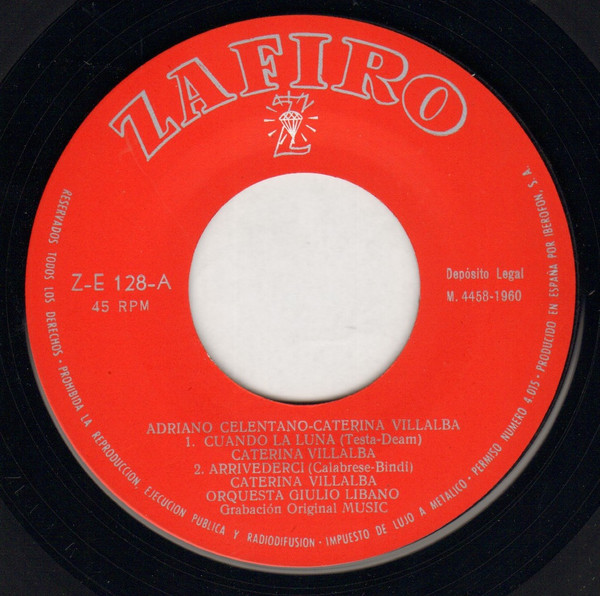 ZAFIRO
Z
Z-E 128-A
45 RPM
Depósito Legal
M. 4458-1960
ADRIANO CELENTANO-CATERINA VILLALBA
1. CUANDO LA LUNA (Testa-Deam)
CATERINA VILLALBA
2. ARRIVEDERCI (Calabrese-Bindi)
CATERINA VILLALBA
ORQUESTA GIULIO LIBANO
Grabación Original MUSIC
RESERVADOS TODOS LOS DERECHOS · PROHIBIDA LA REPRODUCCION, EJECUCION PUBLICA Y RADIODIFUSION · IMPUESTO DE LUJO A METALICO · PERMISO NUMERO 4.015 · PRODUCIDO EN ESPAÑA POR IBEROFON, S. A.